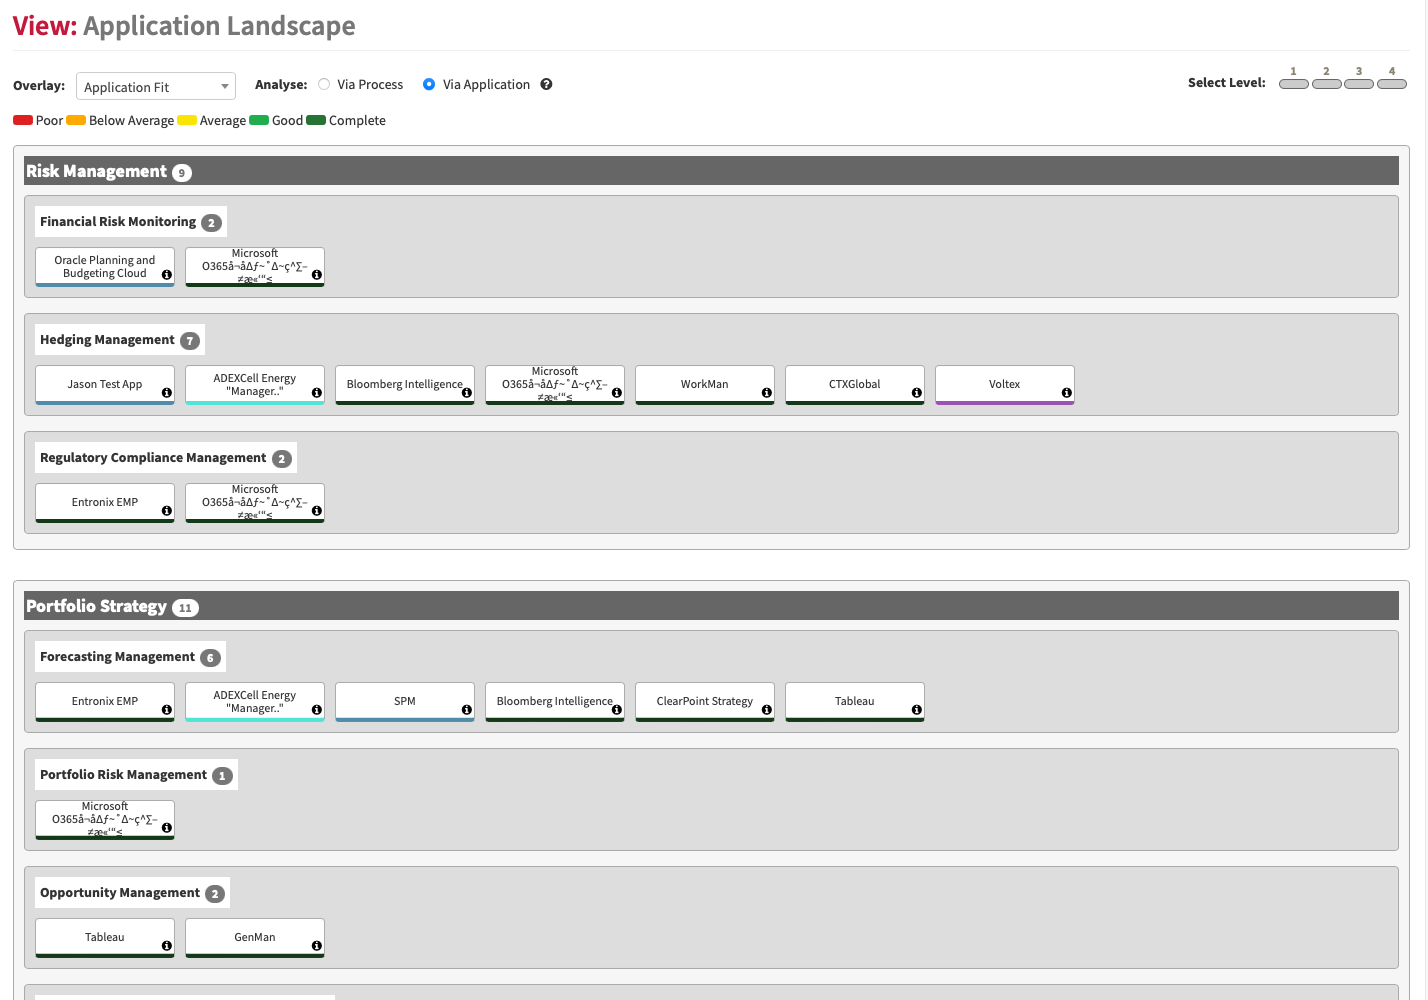 View: Application Landscape
Overlay: Application Fit Analyse: Via Process Via Application ? Select Level: 1 2 3 4
Poor Below Average Average Good Complete
Risk Management 9
Financial Risk Monitoring 2
Oracle Planning and
Budgeting Cloud
Microsoft
O365å¬åΔƒ~˚Δ~ç^∑–
≠æ«‘“≤
Hedging Management 7
Jason Test App
ADEXCell Energy
"Manager.."
Bloomberg Intelligence
Microsoft
O365å¬åΔƒ~˚Δ~ç^∑–
≠æ«‘“≤
WorkMan
CTXGlobal
Voltex
Regulatory Compliance Management 2
Entronix EMP
Microsoft
O365å¬åΔƒ~˚Δ~ç^∑–
≠æ«‘“≤
Portfolio Strategy 11
Forecasting Management 6
Entronix EMP
ADEXCell Energy
"Manager.."
SPM
Bloomberg Intelligence
ClearPoint Strategy
Tableau
Portfolio Risk Management 1
Microsoft
O365å¬åΔƒ~˚Δ~ç^∑–
≠æ«‘“≤
Opportunity Management 2
Tableau
GenMan